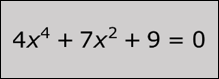 4x⁴ + 7x² + 9 = 0